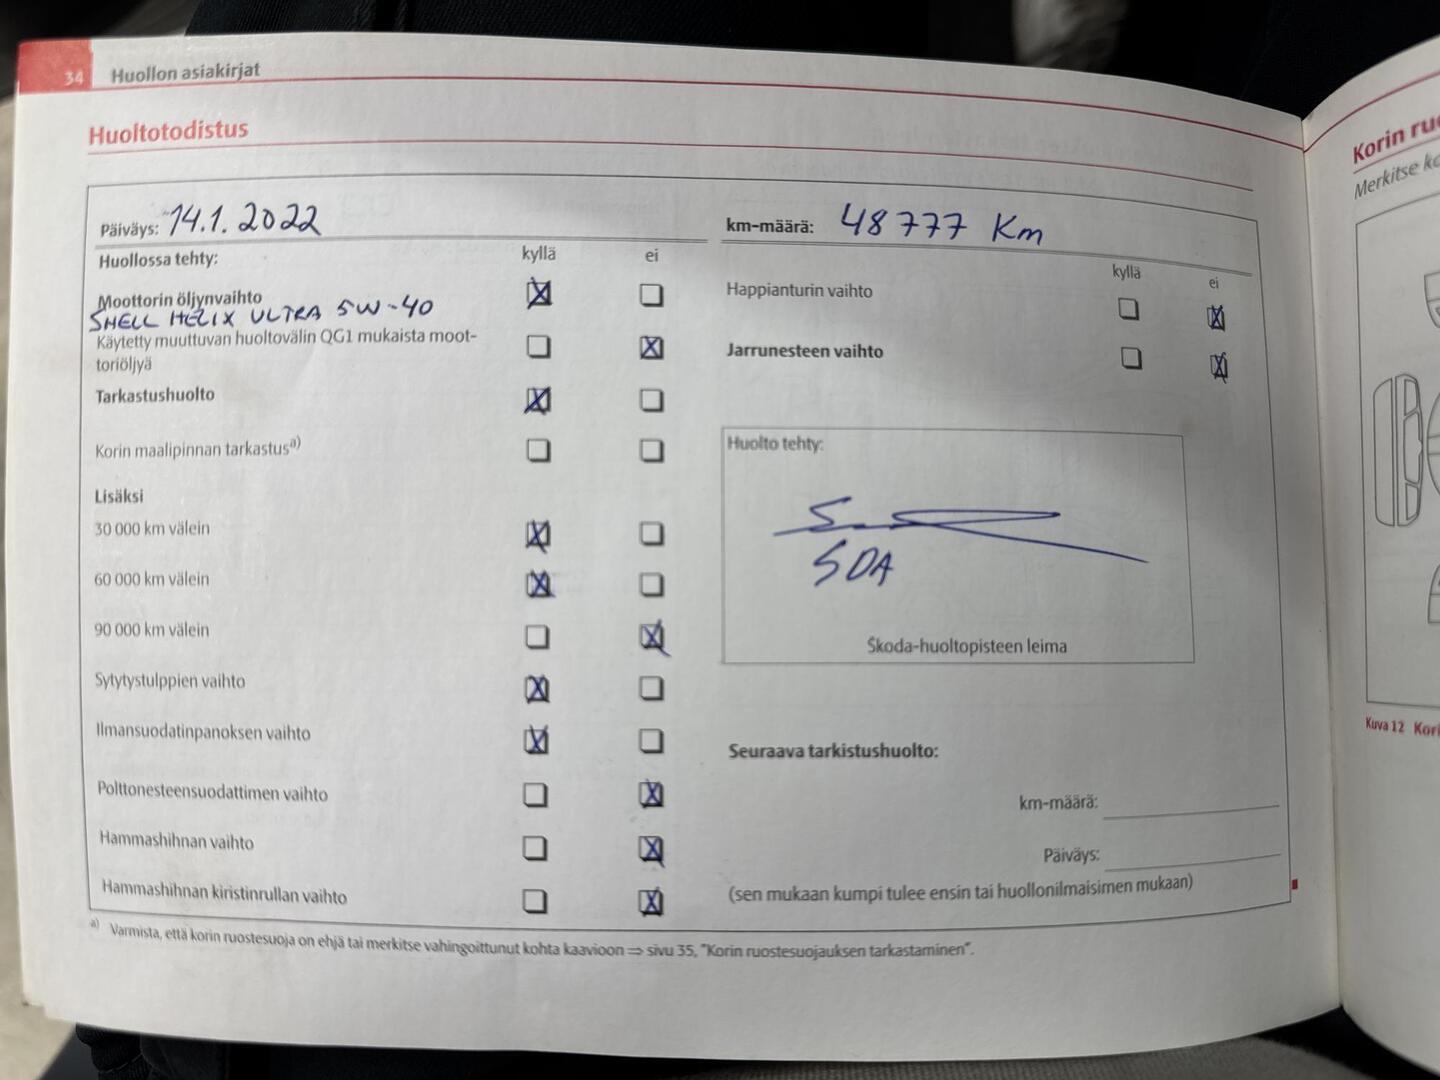 34 Huollon asiakirjat
Huoltotodistus
Päiväys: 14.1.2022
Huollossa tehty: kyllä ei
Moottorin öljynvaihto
SHELL HELIX ULTRA 5W-40
Käytetty muuttuvan huoltovälin QG1 mukaista moot-
toriöljyä
Tarkastushuolto
Korin maalipinnan tarkastus a)
Lisäksi
30 000 km välein
60 000 km välein
90 000 km välein
Sytytystulppien vaihto
Ilmansuodatinpanoksen vaihto
Polttonesteensuodattimen vaihto
Hammashihnan vaihto
Hammashihnan kiristinrullan vaihto
km-määrä: 48 777 Km
kyllä ei
Happianturin vaihto
Jarrunesteen vaihto
Huolto tehty:
SDA
Škoda-huoltopisteen leima
Seuraava tarkistushuolto:
km-määrä:
Päiväys:
(sen mukaan kumpi tulee ensin tai huollonilmaisimen mukaan)
a) Varmista, että korin ruostesuoja on ehjä tai merkitse vahingoittunut kohta kaavioon ⇒ sivu 35, "Korin ruostesuojauksen tarkastaminen".
Korin
Merkitse
Kuva 12